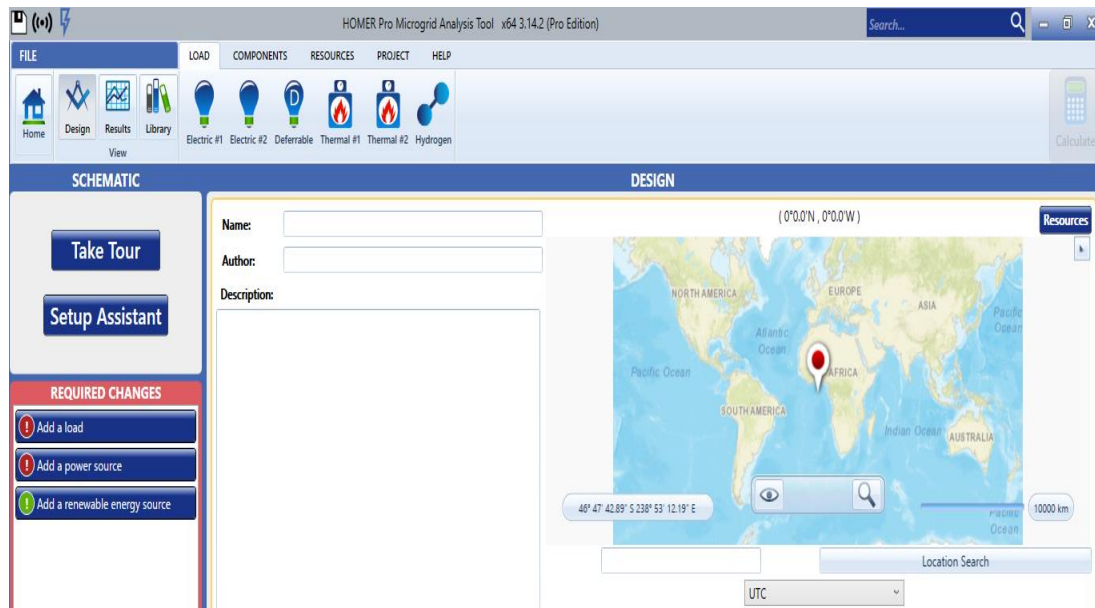 HOMER Pro Microgrid Analysis Tool x64 3.14.2 (Pro Edition)
Search...
FILE
LOAD COMPONENTS RESOURCES PROJECT HELP
Home
Design Results Library
View
Electric #1 Electric #2 Deferrable Thermal #1 Thermal #2 Hydrogen
D
Calculate
SCHEMATIC
Take Tour
Setup Assistant
REQUIRED CHANGES
Add a load
Add a power source
Add a renewable energy source
DESIGN
Name:
Author:
Description:
( 0°0.0'N , 0°0.0'W )
Resources
NORTH AMERICA
EUROPE
ASIA
Atlantic
Ocean
Pacific
Ocean
Pacific Ocean
AFRICA
SOUTH AMERICA
Indian Ocean
AUSTRALIA
46° 47' 42.89" S 238° 53' 12.19" E
10000 km
Pacific
Ocean
Location Search
UTC